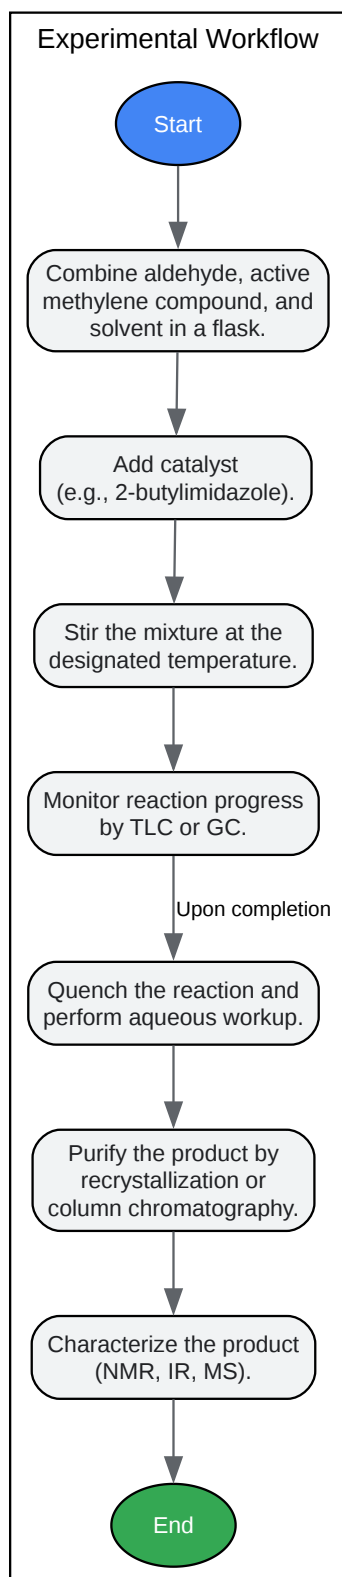 Experimental Workflow
Start
Combine aldehyde, active
methylene compound, and
solvent in a flask.
Add catalyst
(e.g., 2-butylimidazole).
Stir the mixture at the
designated temperature.
Monitor reaction progress
by TLC or GC.
Upon completion
Quench the reaction and
perform aqueous workup.
Purify the product by
recrystallization or
column chromatography.
Characterize the product
(NMR, IR, MS).
End